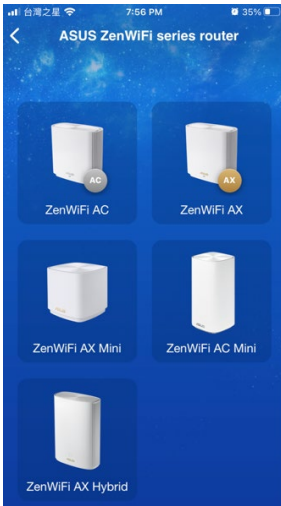 台灣之星 7:56 PM 35%
ASUS ZenWiFi series router
AC
AX
ZenWiFi AC
ZenWiFi AX
ZenWiFi AX Mini
ZenWiFi AC Mini
ZenWiFi AX Hybrid